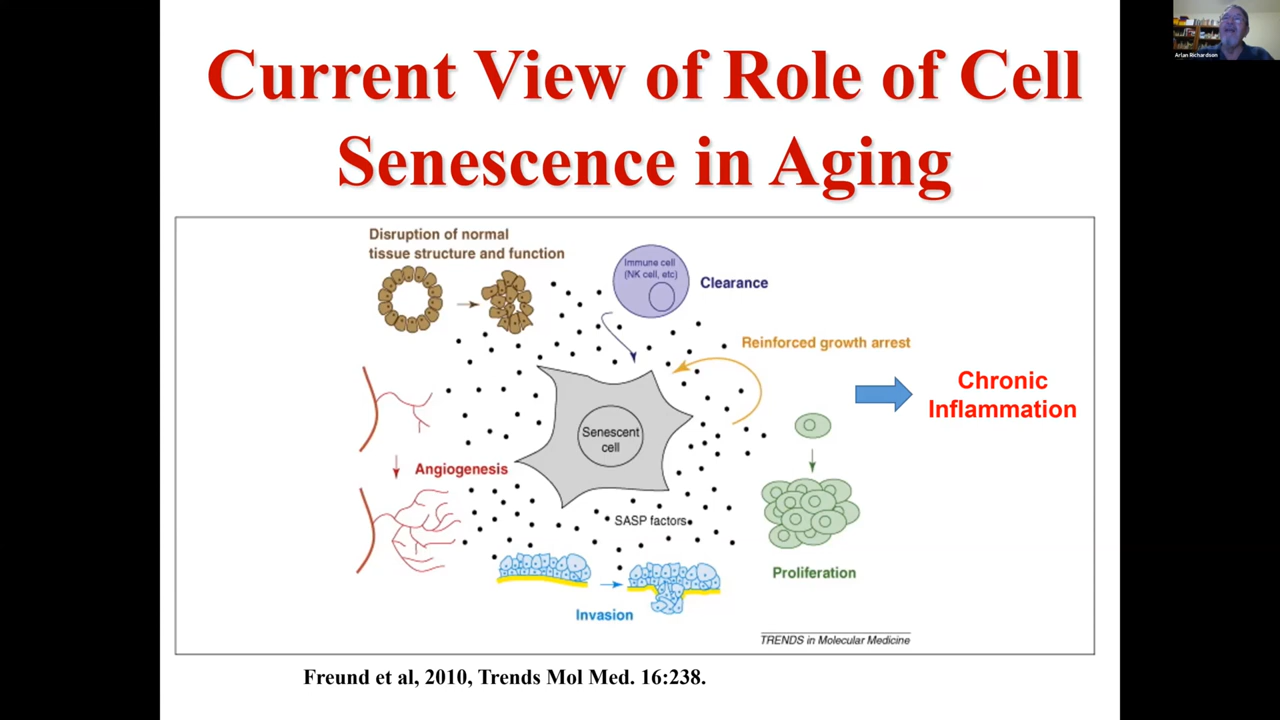 Current View of Role of Cell
Senescence in Aging
Arlan Richardson
Disruption of normal
tissue structure and function
Immune cell
(NK cell, etc)
Clearance
Reinforced growth arrest
Chronic
Inflammation
Senescent
cell
Angiogenesis
SASP factors
Proliferation
Invasion
TRENDS in Molecular Medicine
Freund et al, 2010, Trends Mol Med. 16:238.